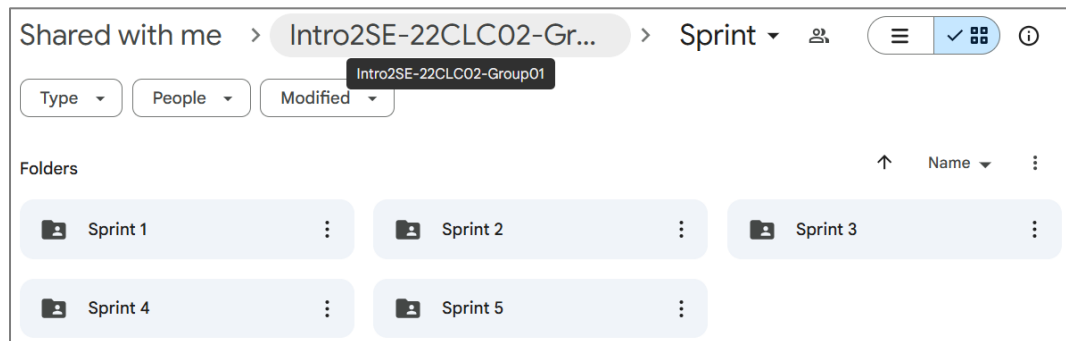 Shared with me > Intro2SE-22CLC02-Gr... > Sprint
Intro2SE-22CLC02-Group01
Type People Modified
Folders Name
Sprint 1 Sprint 2 Sprint 3
Sprint 4 Sprint 5